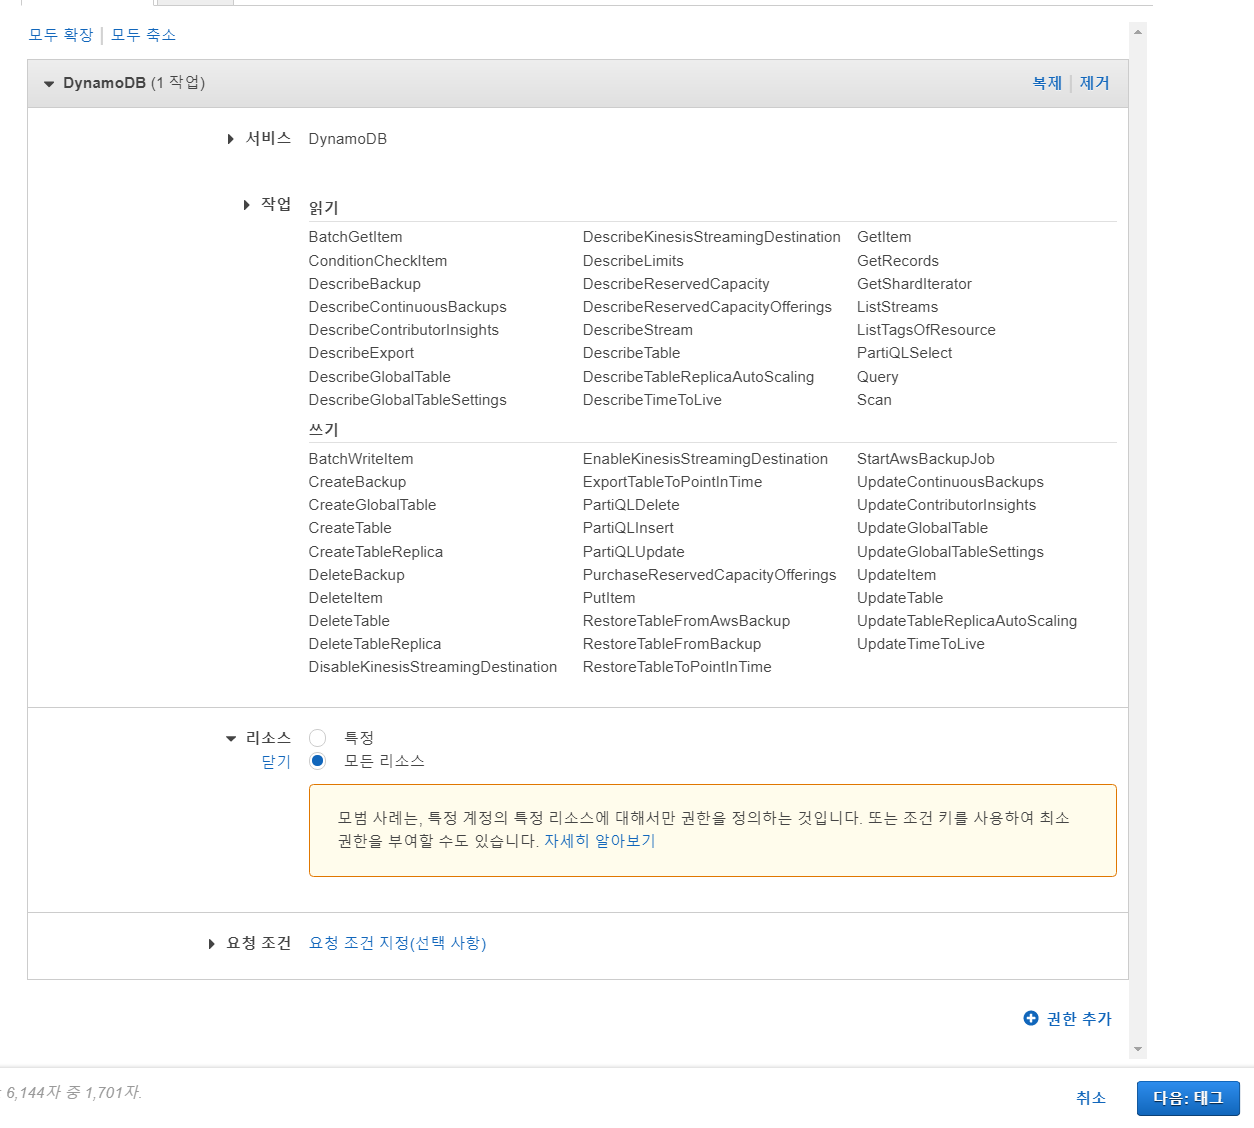 모두 확장 | 모두 축소
DynamoDB (1 작업) 복제 | 제거
서비스 DynamoDB
작업 읽기
BatchGetItem DescribeKinesisStreamingDestination GetItem
ConditionCheckItem DescribeLimits GetRecords
DescribeBackup DescribeReservedCapacity GetShardIterator
DescribeContinuousBackups DescribeReservedCapacityOfferings ListStreams
DescribeContributorInsights DescribeStream ListTagsOfResource
DescribeExport DescribeTable PartiQLSelect
DescribeGlobalTable DescribeTableReplicaAutoScaling Query
DescribeGlobalTableSettings DescribeTimeToLive Scan
쓰기
BatchWriteItem EnableKinesisStreamingDestination StartAwsBackupJob
CreateBackup ExportTableToPointInTime UpdateContinuousBackups
CreateGlobalTable PartiQLDelete UpdateContributorInsights
CreateTable PartiQLInsert UpdateGlobalTable
CreateTableReplica PartiQLUpdate UpdateGlobalTableSettings
DeleteBackup PurchaseReservedCapacityOfferings UpdateItem
DeleteItem PutItem UpdateTable
DeleteTable RestoreTableFromAwsBackup UpdateTableReplicaAutoScaling
DeleteTableReplica RestoreTableFromBackup UpdateTimeToLive
DisableKinesisStreamingDestination RestoreTableToPointInTime
리소스 특정
닫기 모든 리소스
모범 사례는, 특정 계정의 특정 리소스에 대해서만 권한을 정의하는 것입니다. 또는 조건 키를 사용하여 최소
권한을 부여할 수도 있습니다. 자세히 알아보기
요청 조건 요청 조건 지정(선택 사항)
권한 추가
: 6,144자 중 1,701자.
취소 다음: 태그